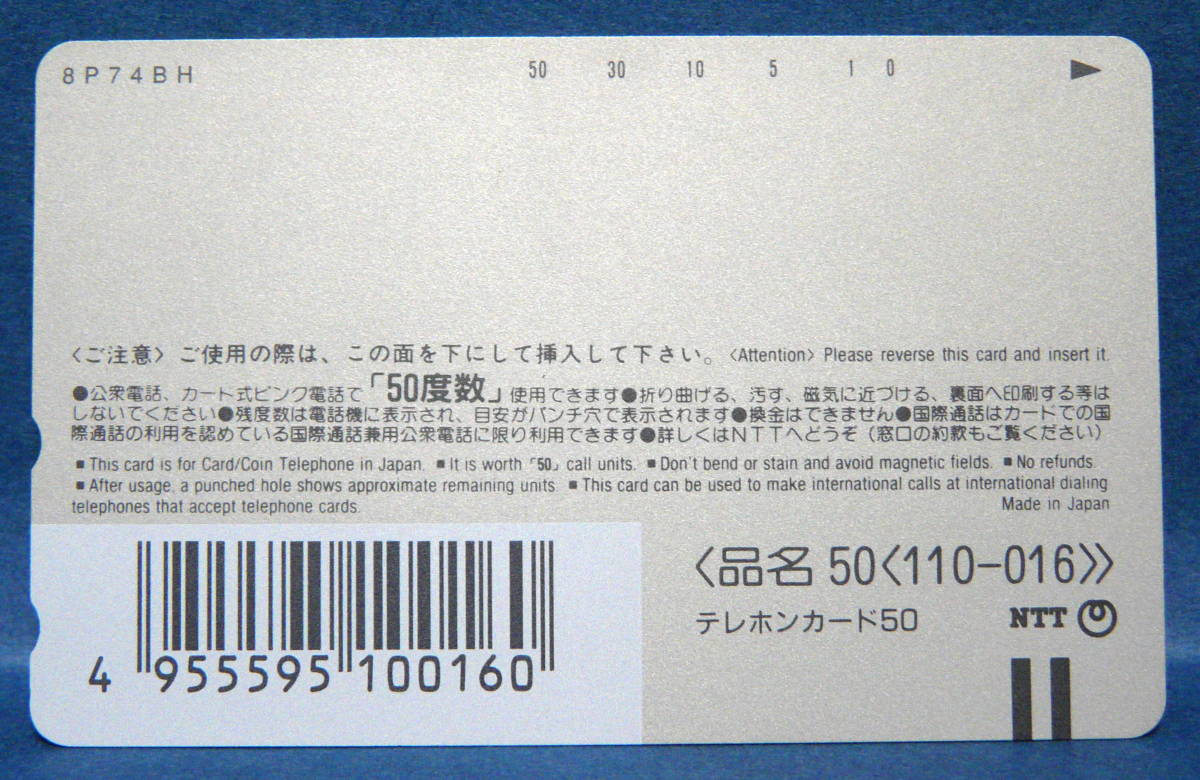 8P74BH 50 30 10 5 1 0
〈ご注意〉ご使用の際は、この面を下にして挿入して下さい。〈Attention〉Please reverse this card and insert it.
●公衆電話、カード式ピンク電話で「50度数」使用できます●折り曲げる、汚す、磁気に近づける、裏面へ印刷する等は
しないでください●残度数は電話機に表示され、目安がパンチ穴で表示されます●換金はできません●国際通話はカードでの国
際通話の利用を認めている国際通話兼用公衆電話に限り利用できます●詳しくはNTTへどうぞ（窓口の約款もご覧ください）
■This card is for Card/Coin Telephone in Japan. ■It is worth「50」call units. ■Don't bend or stain and avoid magnetic fields. ■No refunds.
■After usage, a punched hole shows approximate remaining units. ■This card can be used to make international calls at international dialing
telephones that accept telephone cards. Made in Japan
〈品名 50〈110-016〉〉
テレホンカード50 NTT
4 955595 100160